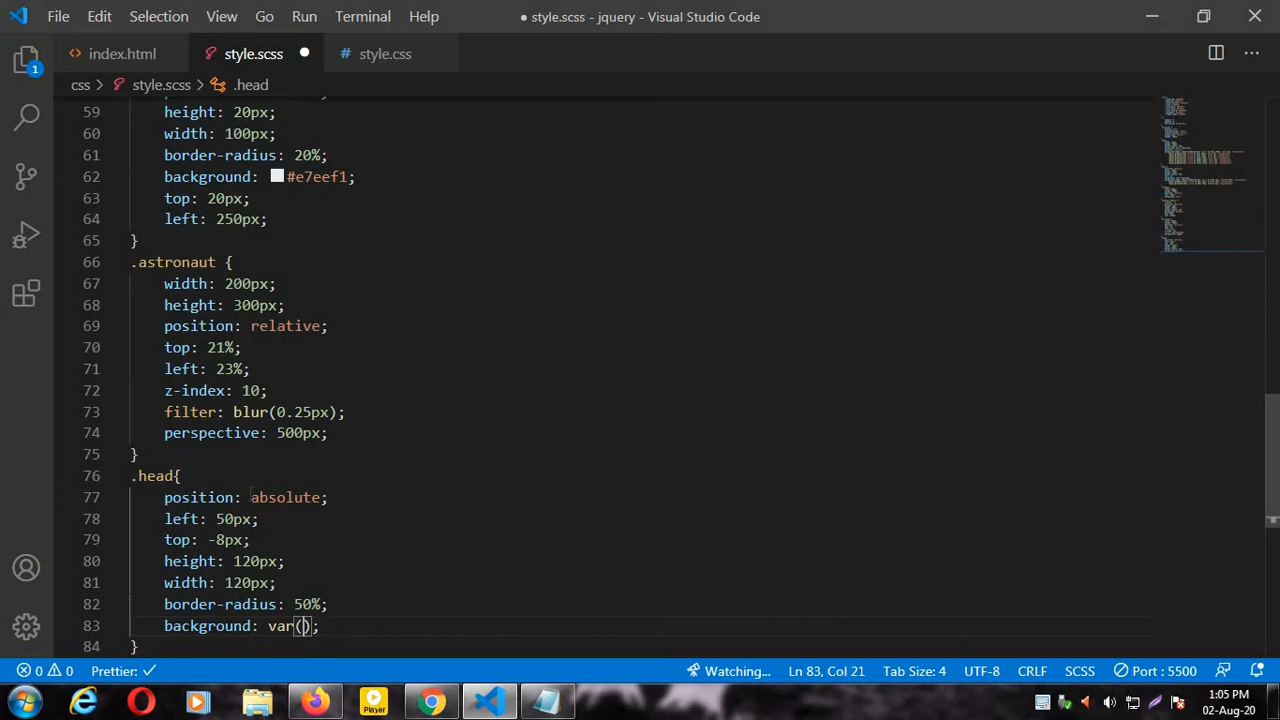 File Edit Selection View Go Run Terminal Help ● style.scss - jquery - Visual Studio Code
<> index.html style.scss ● # style.css ···
css > style.scss > .head
1
59 height: 20px;
60 width: 100px;
61 border-radius: 20%;
62 background: #e7eef1;
63 top: 20px;
64 left: 250px;
65 }
66 .astronaut {
67 width: 200px;
68 height: 300px;
69 position: relative;
70 top: 21%;
71 left: 23%;
72 z-index: 10;
73 filter: blur(0.25px);
74 perspective: 500px;
75 }
76 .head{
77 position: absolute;
78 left: 50px;
79 top: -8px;
80 height: 120px;
81 width: 120px;
82 border-radius: 50%;
83 background: var();
84 }
0 0 Prettier: ✓ Watching... Ln 83, Col 21 Tab Size: 4 UTF-8 CRLF SCSS Port : 5500
Player 1:05 PM
02-Aug-20